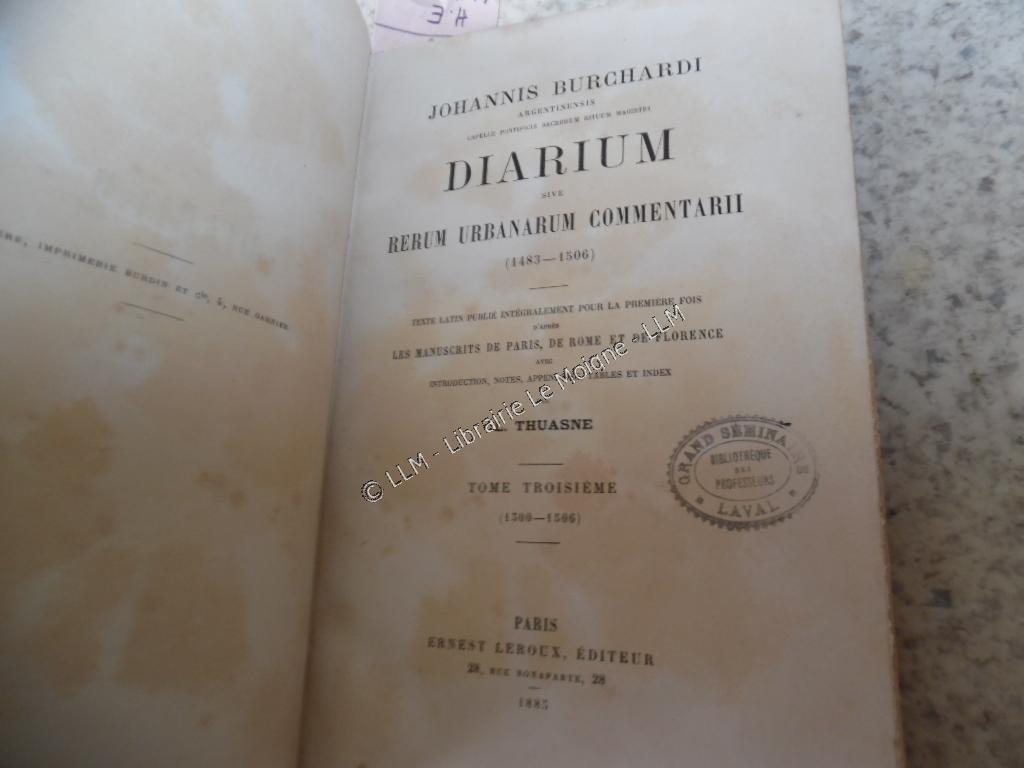 H.E
JOHANNIS BURCHARDI
ARGENTINENSIS
CAPELLE PONTIFICIS SACRORUM RITUUM MAGISTRI
DIARIUM
SIVE
RERUM URBANARUM COMMENTARII
(1483—1506)
TEXTE LATIN PUBLIÉ INTÉGRALEMENT POUR LA PREMIÈRE FOIS
D'APRÈS
LES MANUSCRITS DE PARIS, DE ROME ET DE FLORENCE
AVEC
INTRODUCTION, NOTES, TABLES ET INDEX
THUASNE
TOME TROISIÈME
(1500—1506)
PARIS
ERNEST LEROUX, ÉDITEUR
28, RUE BONAPARTE, 28
1885
IMPRIMERIE BURDIN ET Cie, 4, RUE GARNIER
GRAND SÉMINAIRE
BIBLIOTHÈQUE
DES
PROFESSEURS
LAVAL
© LLM - Librairie Le Moigne - LLM